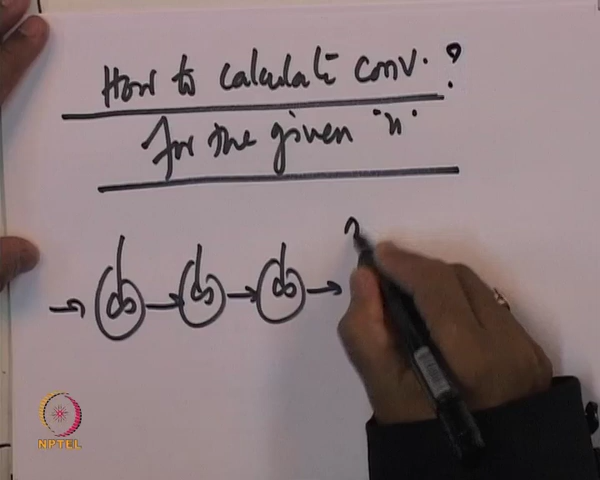 How to calculate conv. ?
for the given 'n'
NPTEL